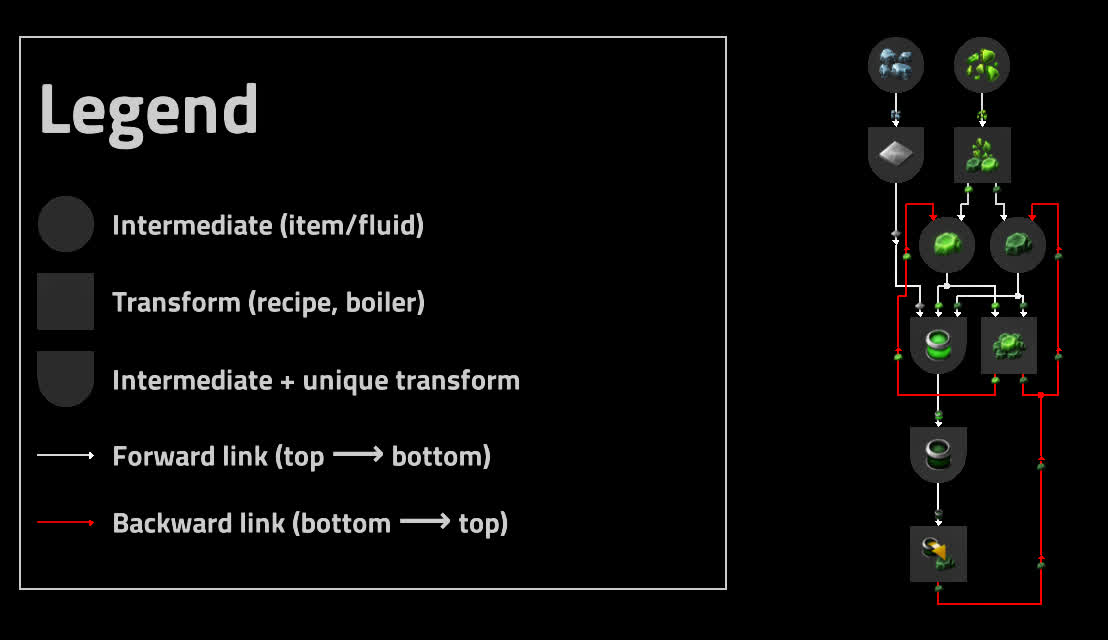 Legend
Intermediate (item/fluid)
Transform (recipe, boiler)
Intermediate + unique transform
Forward link (top ⟶ bottom)
Backward link (bottom ⟶ top)